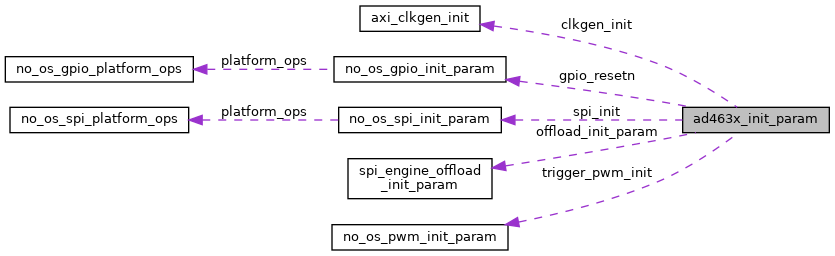 axi_clkgen_init
clkgen_init
no_os_gpio_platform_ops
platform_ops
no_os_gpio_init_param
gpio_resetn
no_os_spi_platform_ops
platform_ops
no_os_spi_init_param
spi_init
ad463x_init_param
offload_init_param
spi_engine_offload
_init_param
trigger_pwm_init
no_os_pwm_init_param